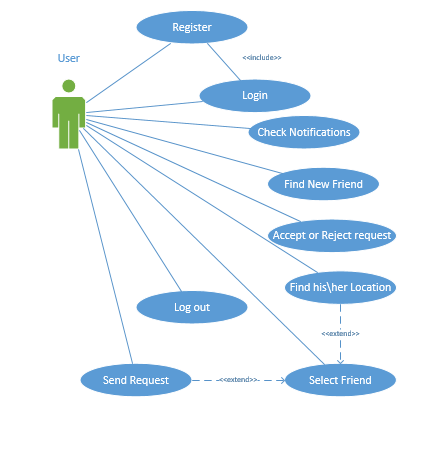 Register
User
<<include>>
Login
Check Notifications
Find New Friend
Accept or Reject request
Find his\her Location
Log out
<<extend>>
Send Request
<<extend>>
Select Friend